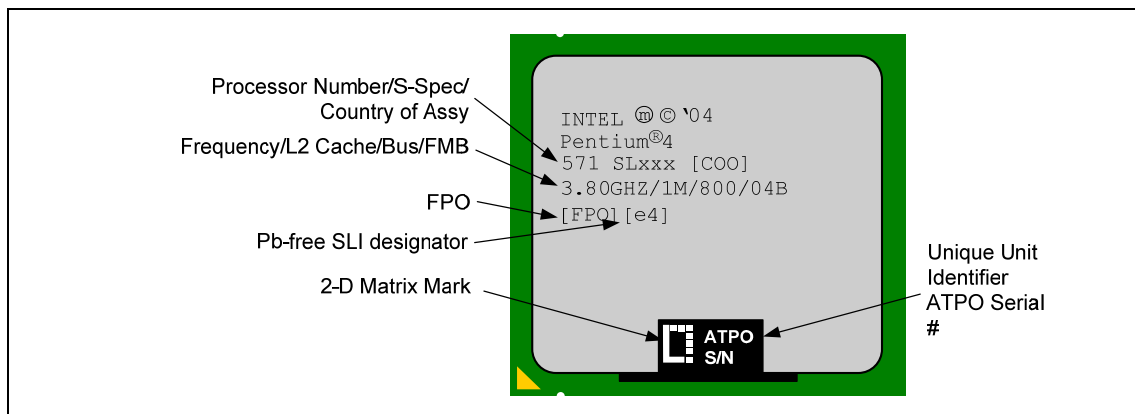 Processor Number/S-Spec/
Country of Assy
Frequency/L2 Cache/Bus/FMB
FPO
Pb-free SLI designator
2-D Matrix Mark
INTEL ⓜ © '04
Pentium®4
571 SLxxx [COO]
3.80GHZ/1M/800/04B
[FPO] [e4]
ATPO
S/N
Unique Unit
Identifier
ATPO Serial
#